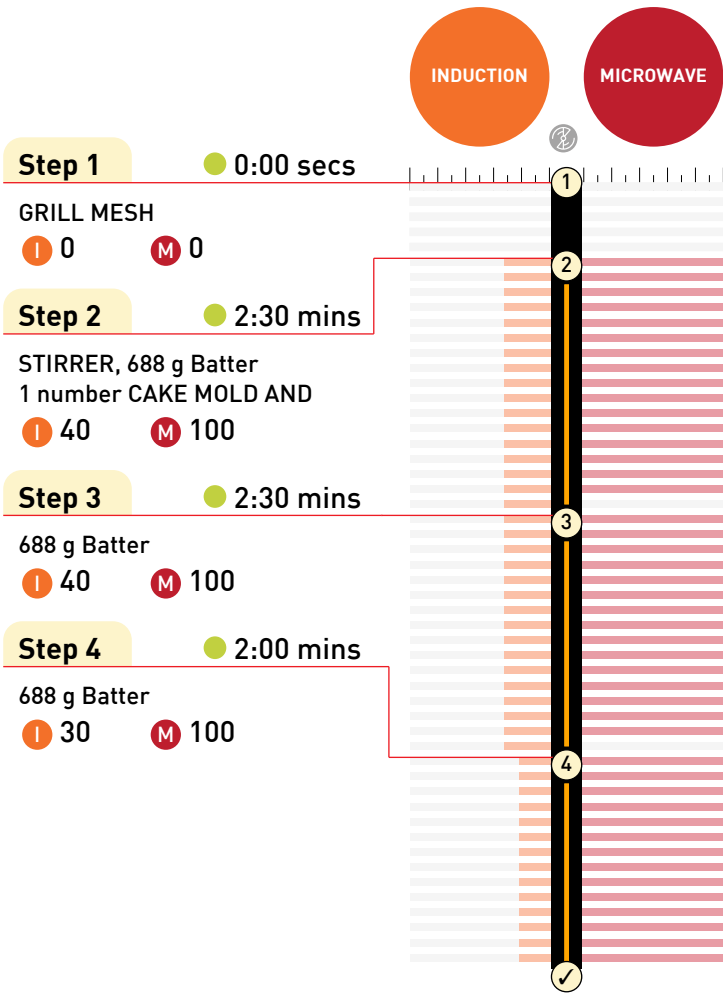 INDUCTION
MICROWAVE
Step 1
0:00 secs
GRILL MESH
I 0
M 0
Step 2
2:30 mins
STIRRER, 688 g Batter
1 number CAKE MOLD AND
I 40
M 100
Step 3
2:30 mins
688 g Batter
I 40
M 100
Step 4
2:00 mins
688 g Batter
I 30
M 100
1
2
3
4
✓